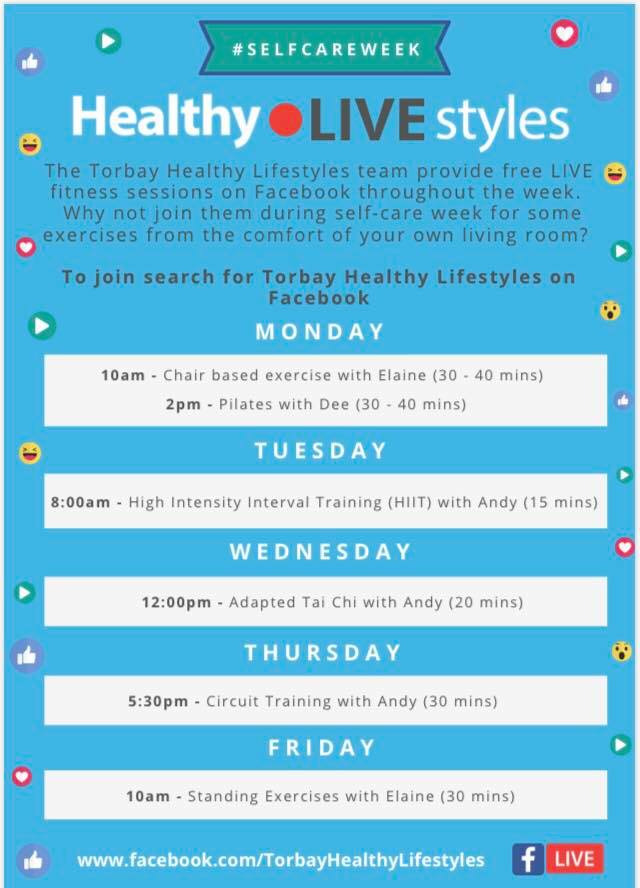 #SELFCAREWEEK
Healthy LIVE styles
The Torbay Healthy Lifestyles team provide free LIVE
fitness sessions on Facebook throughout the week.
Why not join them during self-care week for some
exercises from the comfort of your own living room?
To join search for Torbay Healthy Lifestyles on
Facebook
MONDAY
10am - Chair based exercise with Elaine (30 - 40 mins)
2pm - Pilates with Dee (30 - 40 mins)
TUESDAY
8:00am - High Intensity Interval Training (HIIT) with Andy (15 mins)
WEDNESDAY
12:00pm - Adapted Tai Chi with Andy (20 mins)
THURSDAY
5:30pm - Circuit Training with Andy (30 mins)
FRIDAY
10am - Standing Exercises with Elaine (30 mins)
www.facebook.com/TorbayHealthyLifestyles f LIVE